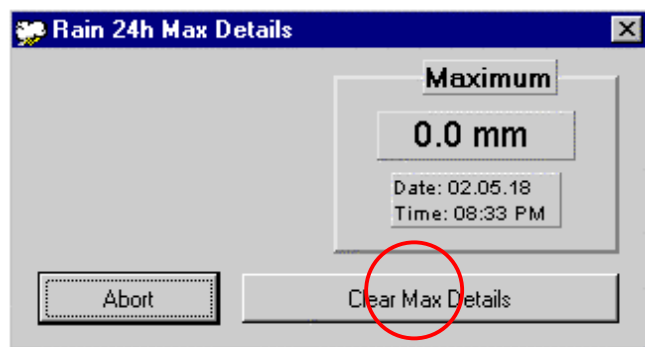 Rain 24h Max Details
Maximum
0.0 mm
Date: 02.05.18
Time: 08:33 PM
Abort
Clear Max Details